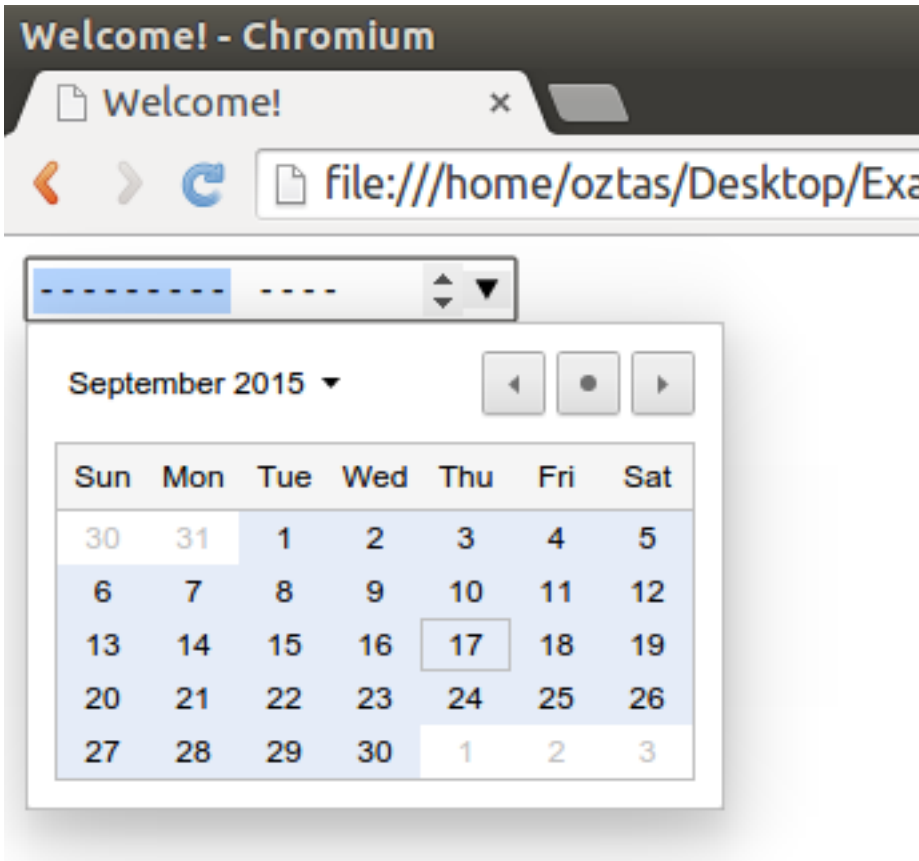 Welcome! - Chromium
Welcome! ×
file:///home/oztas/Desktop/Exa
--------- ----
September 2015
Sun Mon Tue Wed Thu Fri Sat
30 31 1 2 3 4 5
6 7 8 9 10 11 12
13 14 15 16 17 18 19
20 21 22 23 24 25 26
27 28 29 30 1 2 3